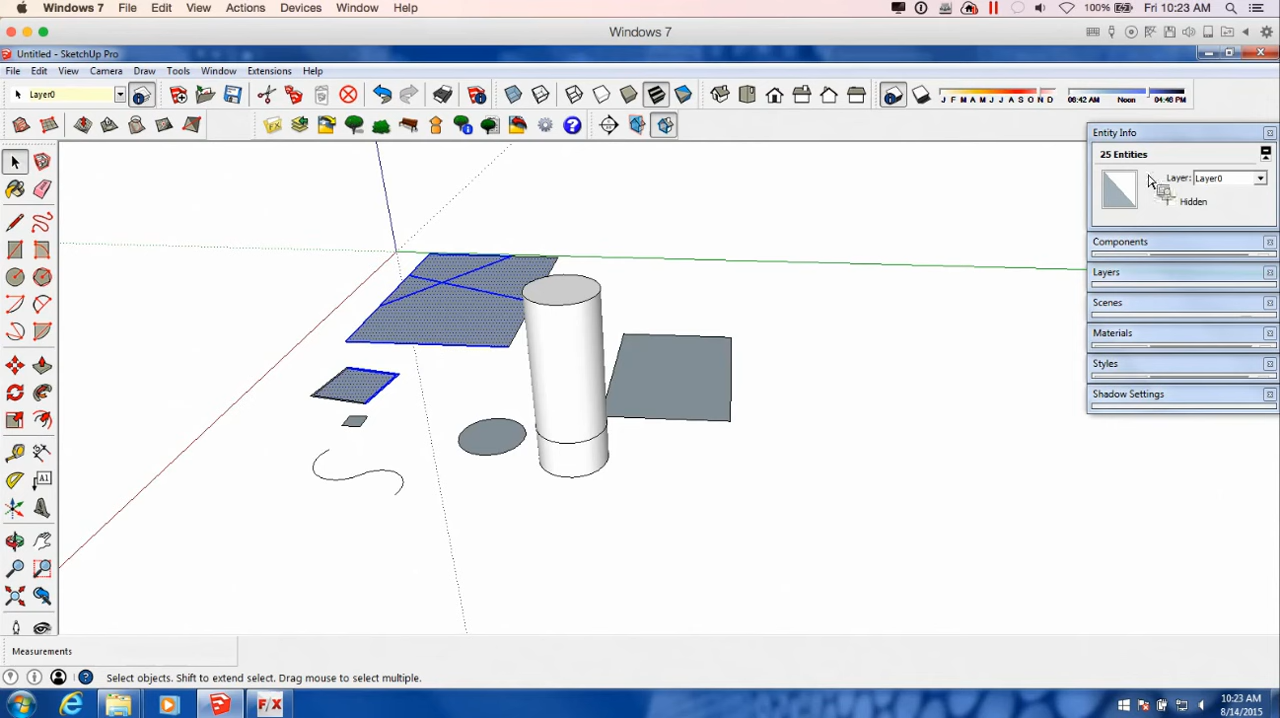 Windows 7 File Edit View Actions Devices Window Help 100% Fri 10:23 AM
Windows 7
Untitled - SketchUp Pro
File Edit View Camera Draw Tools Window Extensions Help
Layer0
J F M A M J J A S O N D 06:42 AM Noon 04:46 PM
Entity Info
25 Entities
Layer: Layer0
Hidden
Components
Layers
Scenes
Materials
Styles
Shadow Settings
A1
Measurements
Select objects. Shift to extend select. Drag mouse to select multiple.
F/X
10:23 AM
8/14/2015